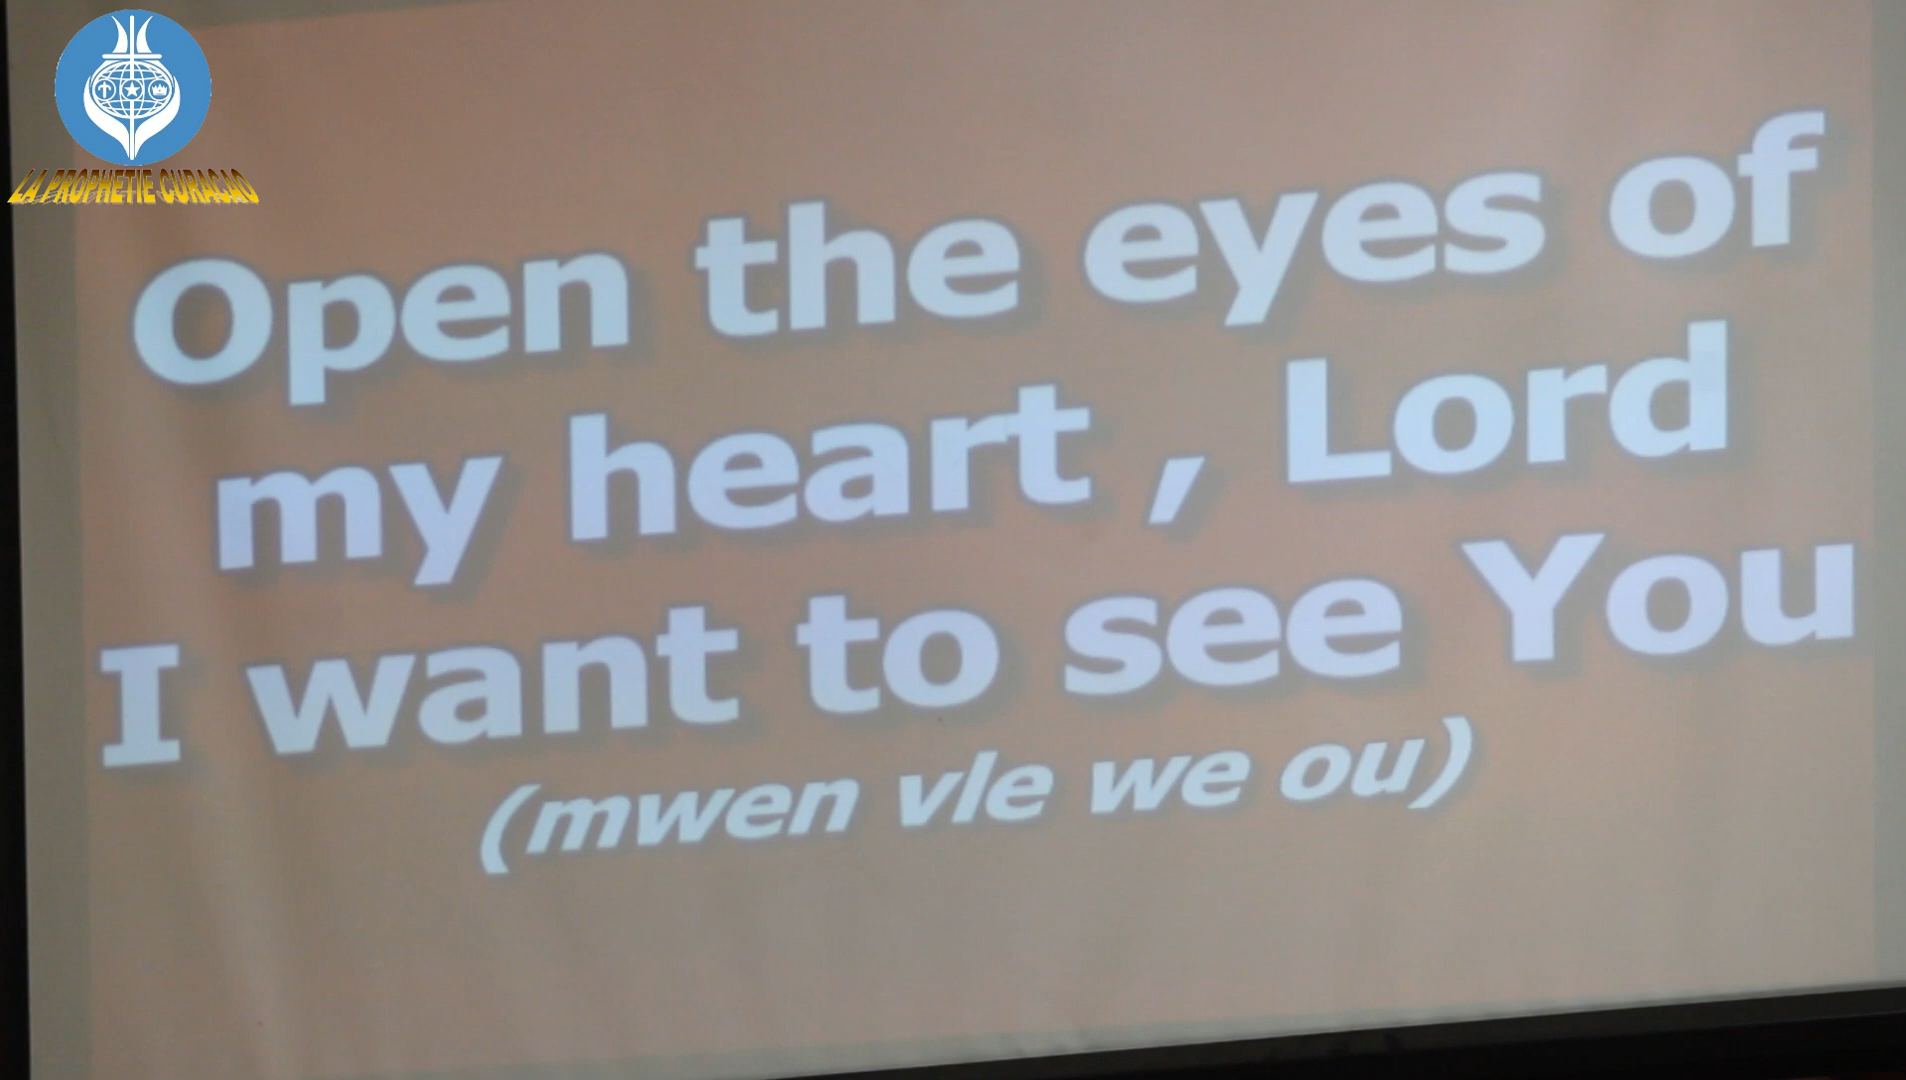 LA PROPHETIE CURACAO
Open the eyes of
my heart , Lord
I want to see You
(mwen vle we ou)